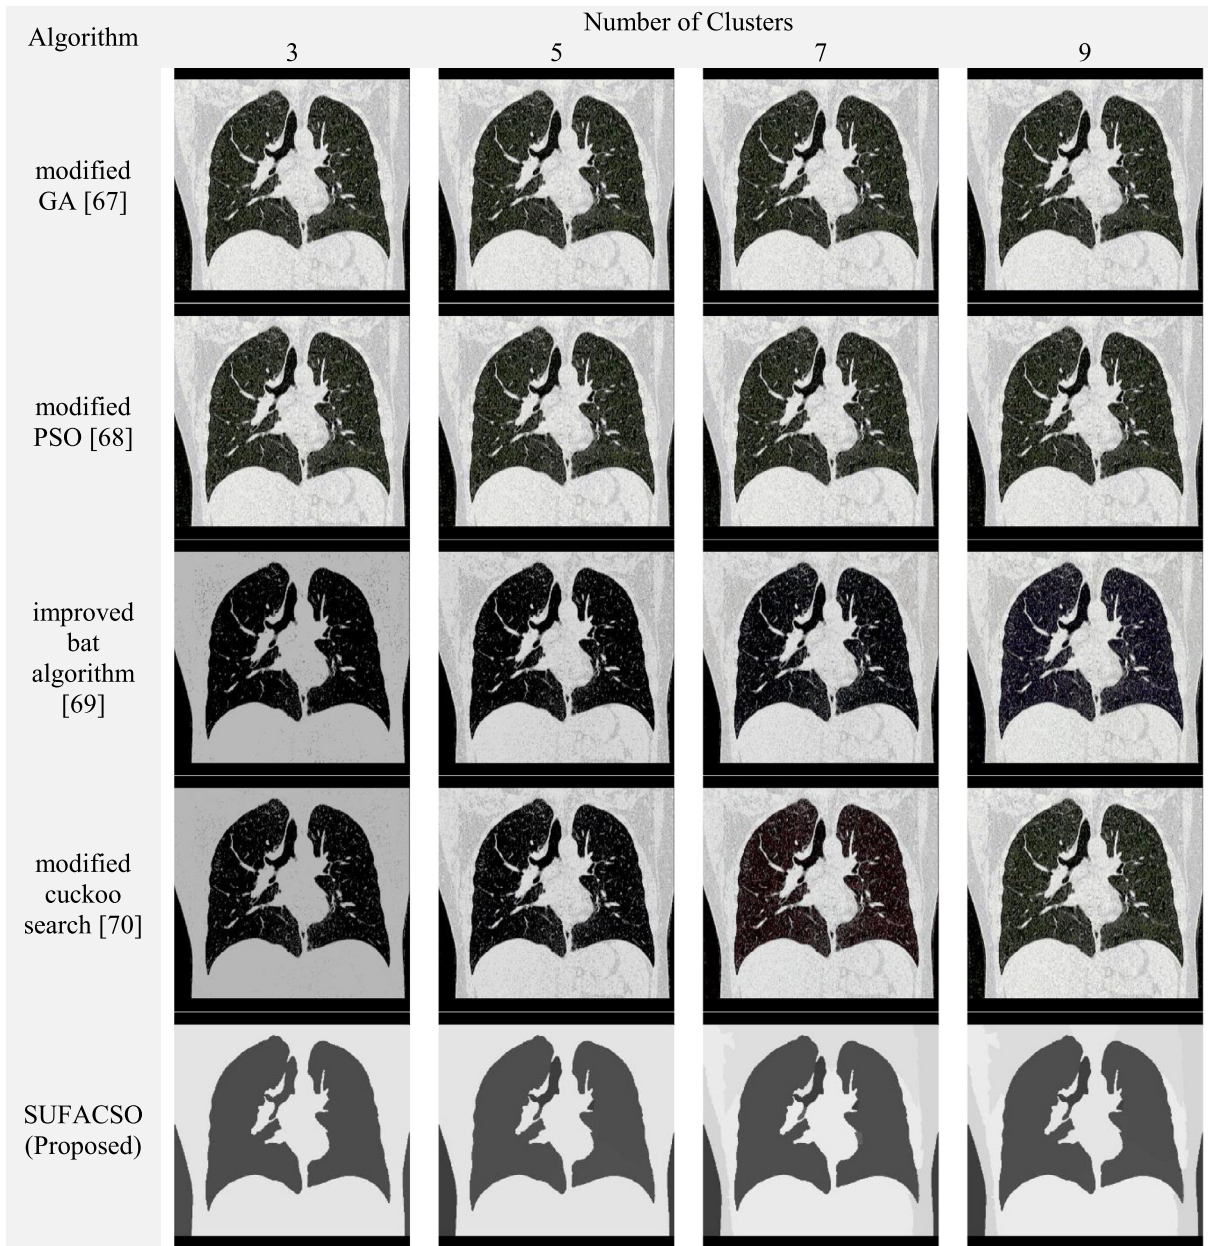 Algorithm
Number of Clusters
3 5 7 9
modified
GA [67]
modified
PSO [68]
improved
bat
algorithm
[69]
modified
cuckoo
search [70]
SUFACSO
(Proposed)